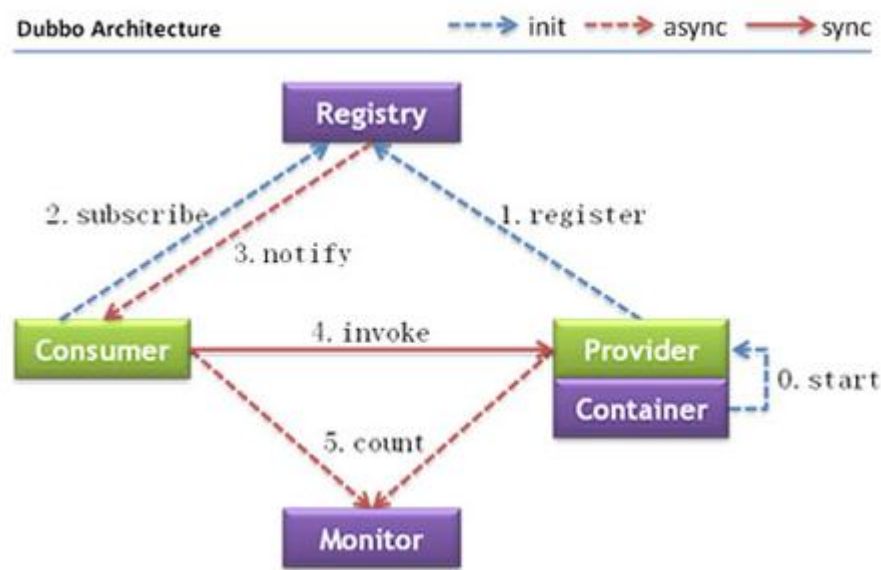 Dubbo Architecture
init
async
sync
Registry
2. subscribe
1. register
3. notify
4. invoke
Consumer
Provider
0. start
Container
5. count
Monitor